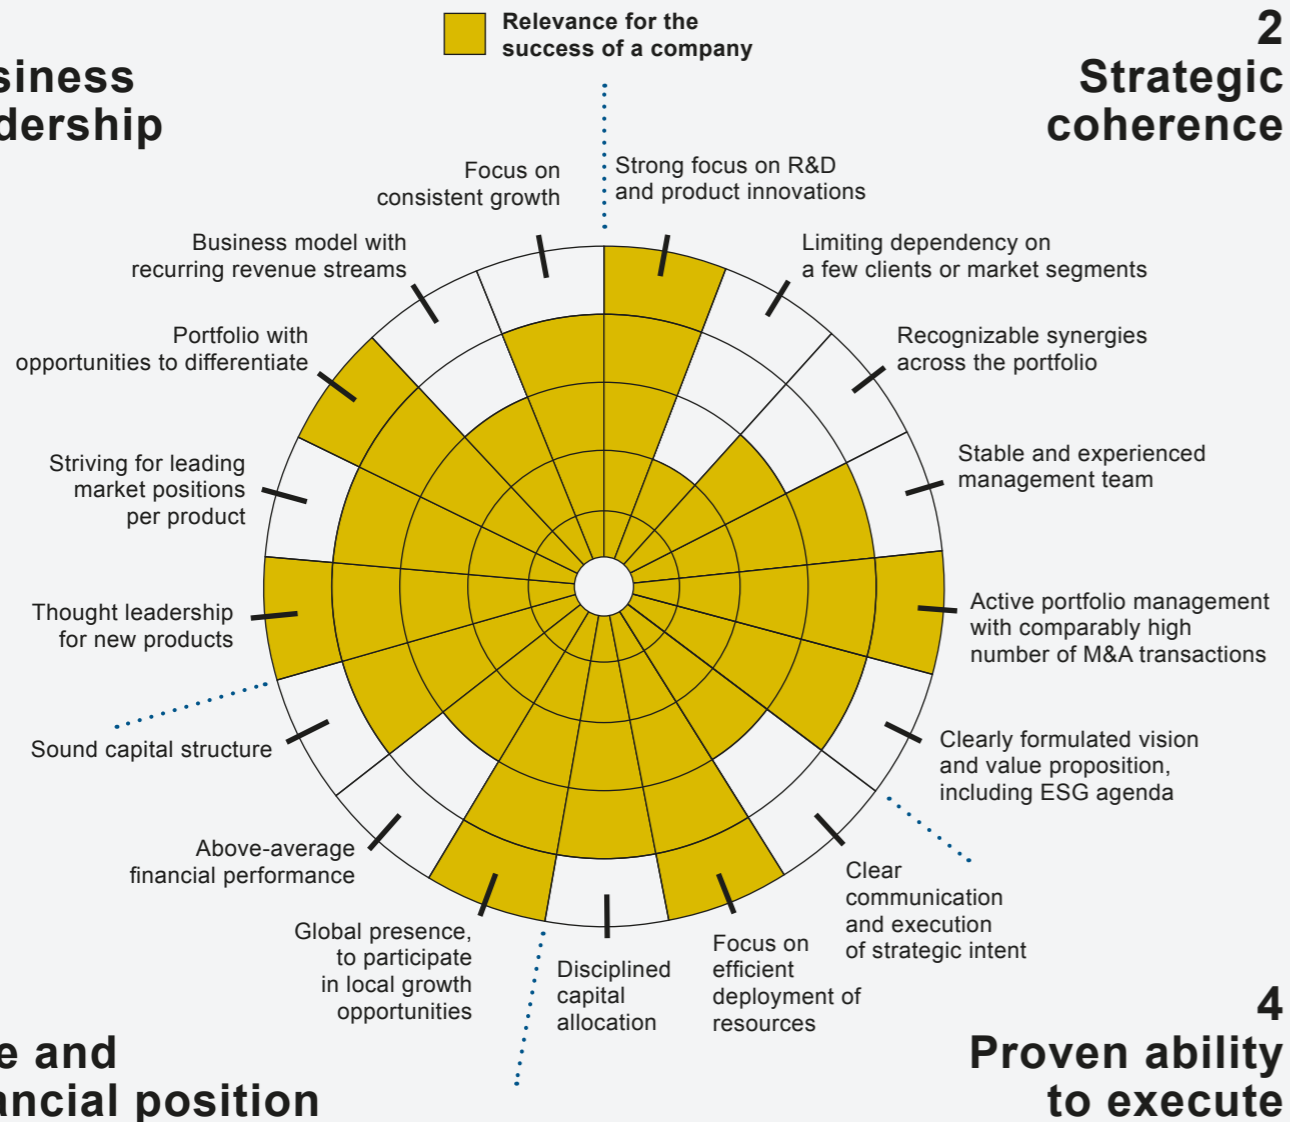 Relevance for the
success of a company
siness
dership
2
Strategic
coherence
Focus on
consistent growth
Strong focus on R&D
and product innovations
Business model with
recurring revenue streams
Limiting dependency on
a few clients or market segments
Portfolio with
opportunities to differentiate
Recognizable synergies
across the portfolio
Striving for leading
market positions
per product
Stable and experienced
management team
Thought leadership
for new products
Active portfolio management
with comparably high
number of M&A transactions
Sound capital structure
Clearly formulated vision
and value proposition,
including ESG agenda
Above-average
financial performance
Clear
communication
and execution
of strategic intent
Global presence,
to participate
in local growth
opportunities
Disciplined
capital
allocation
Focus on
efficient
deployment of
resources
e and
ancial position
4
Proven ability
to execute